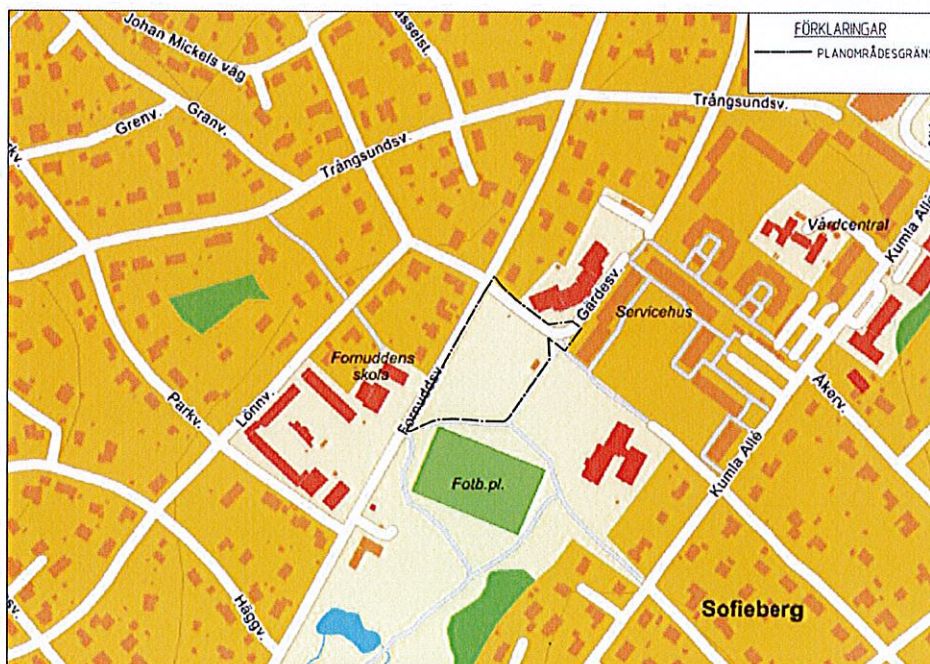 FÖRKLARINGAR
PLANOMRÅDESGRÄNS
Johan Mickels väg
asselst.
Trångsundsv.
Grenv.
Granv.
Trångsundsv.
Vårdcentral
Kumla Allé
Gärdesv.
Servicehus
Fornuddens
skola
Fornuddsv.
Parkv.
Lönnv.
Åkerv.
Kumla Allé
Fotb.pl.
Häggv.
Sofieberg